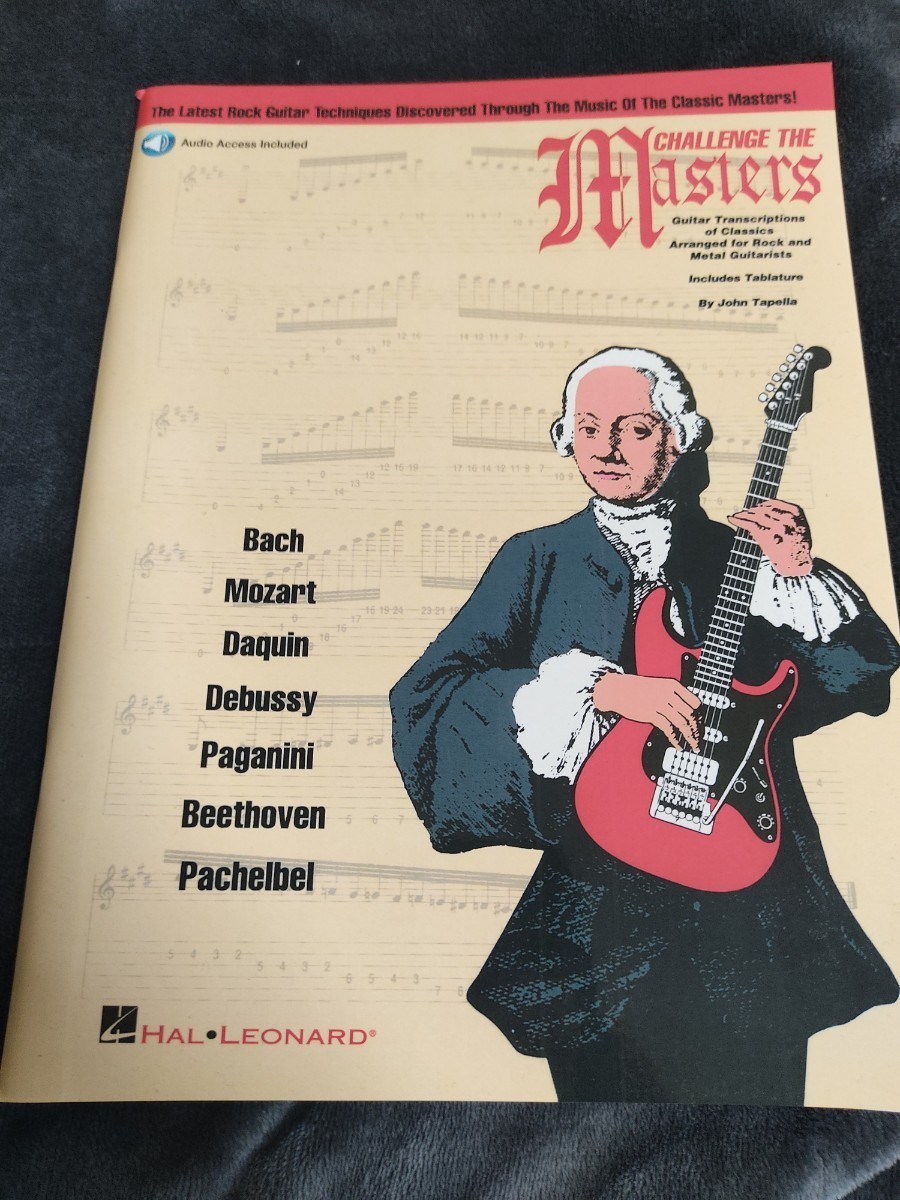 The Latest Rock Guitar Techniques Discovered Through The Music Of The Classic Masters!
Audio Access Included
CHALLENGE THE
Masters
Guitar Transcriptions
of Classics
Arranged for Rock and
Metal Guitarists
Includes Tablature
By John Tapella
Bach
Mozart
Daquin
Debussy
Paganini
Beethoven
Pachelbel
HAL•LEONARD®